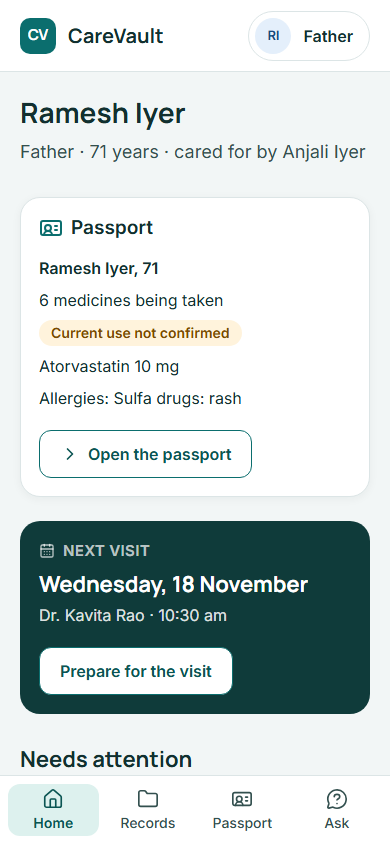 CV CareVault RI Father
Ramesh Iyer
Father · 71 years · cared for by Anjali Iyer
Passport
Ramesh Iyer, 71
6 medicines being taken
Current use not confirmed
Atorvastatin 10 mg
Allergies: Sulfa drugs: rash
Open the passport
NEXT VISIT
Wednesday, 18 November
Dr. Kavita Rao · 10:30 am
Prepare for the visit
Needs attention
Home Records Passport Ask